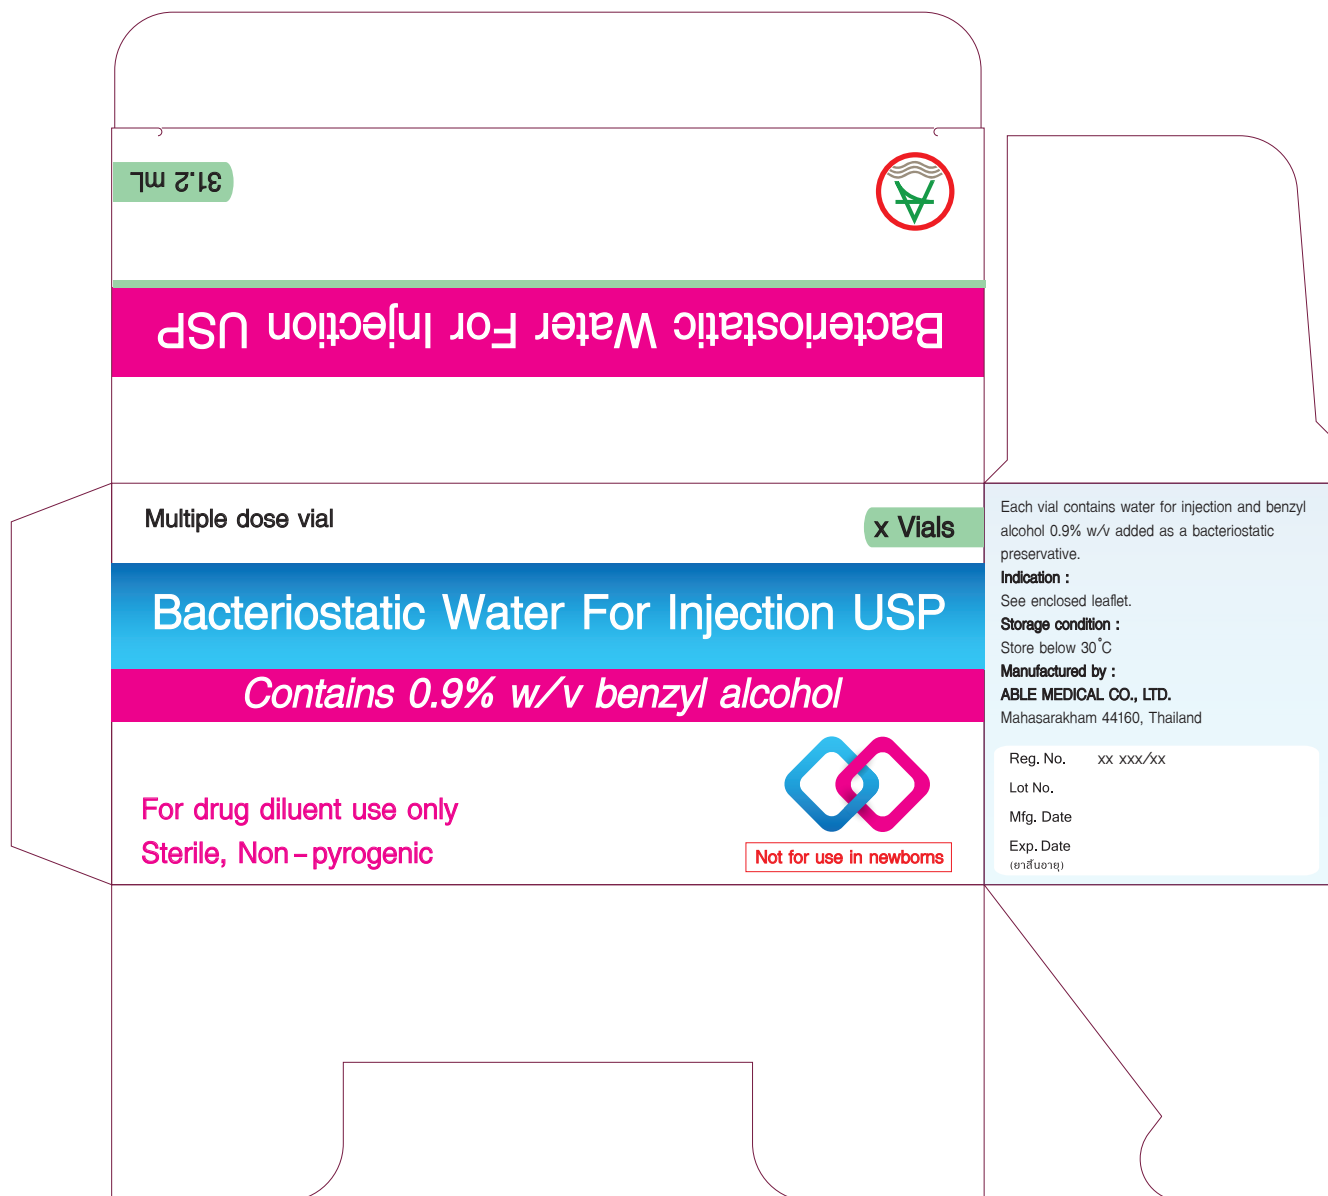 31.2 mL
Bacteriostatic Water For Injection USP
Multiple dose vial
x Vials
Bacteriostatic Water For Injection USP
Contains 0.9% w/v benzyl alcohol
For drug diluent use only
Sterile, Non-pyrogenic
Not for use in newborns
Each vial contains water for injection and benzyl
alcohol 0.9% w/v added as a bacteriostatic
preservative.
Indication :
See enclosed leaflet.
Storage condition :
Store below 30°C
Manufactured by :
ABLE MEDICAL CO., LTD.
Mahasarakham 44160, Thailand
Reg. No. xx xxx/xx
Lot No.
Mfg. Date
Exp. Date
(ยาสิ้นอายุ)